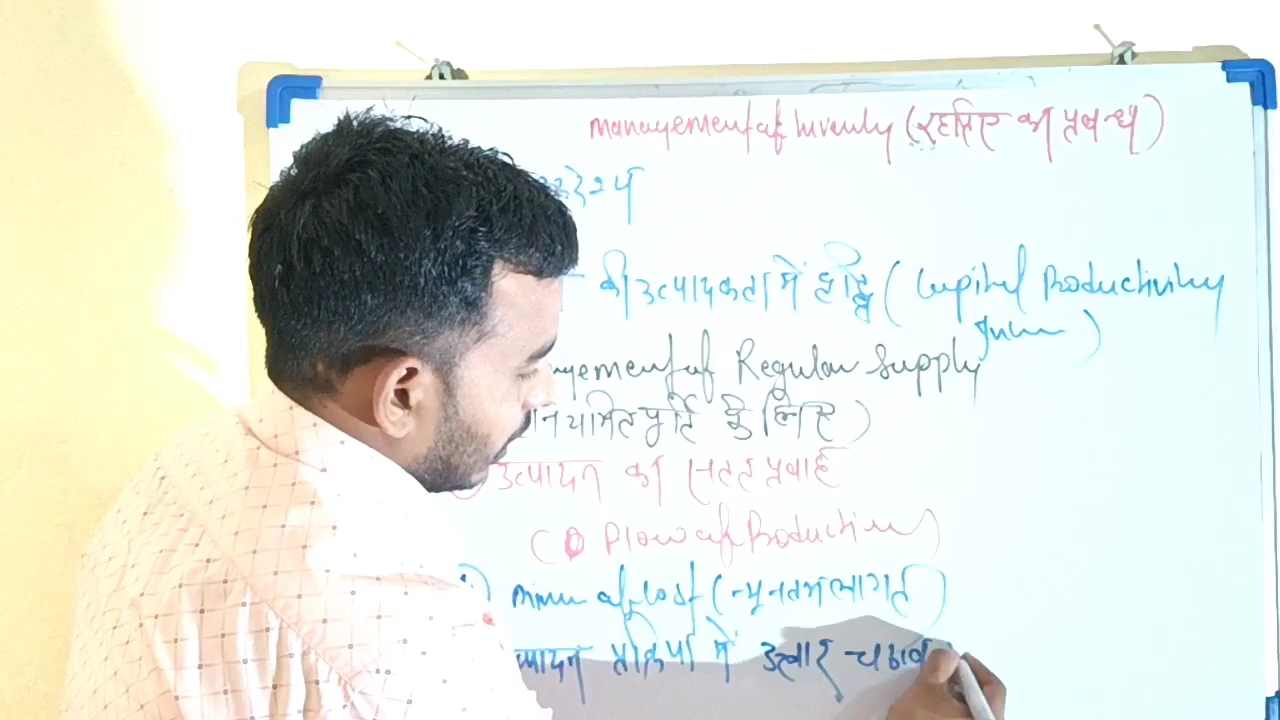 Management of Inventory (रहतिए का प्रबन्ध)
उद्देश्य
की उत्पादकता में वृद्धि (Capital Productivity
Management of Regular Supply
नियमित पूर्ति के लिए)
उत्पादन का सतत प्रवाह
(Flow of Production)
minimum of Cost (न्यूनतम लागत)
उत्पादन प्रक्रिया में उतार-चढ़ाव